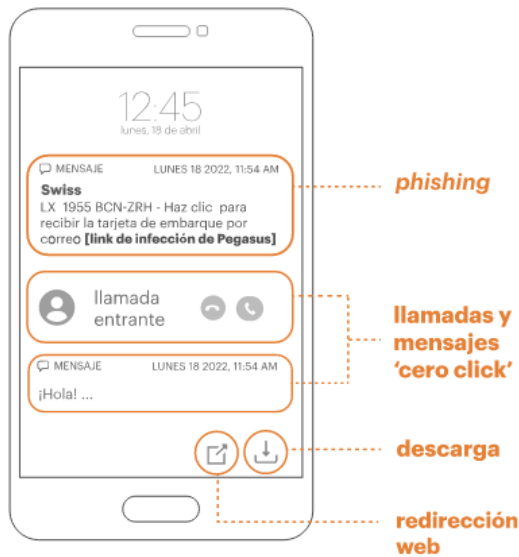 12:45
lunes, 18 de abril
MENSAJE LUNES 18 2022, 11:54 AM
Swiss
LX 1955 BCN-ZRH - Haz clic para
recibir la tarjeta de embarque por
correo [link de infección de Pegasus]
phishing
llamada
entrante
llamadas y
mensajes
‘cero click’
MENSAJE LUNES 18 2022, 11:54 AM
¡Hola! ...
descarga
redirección
web